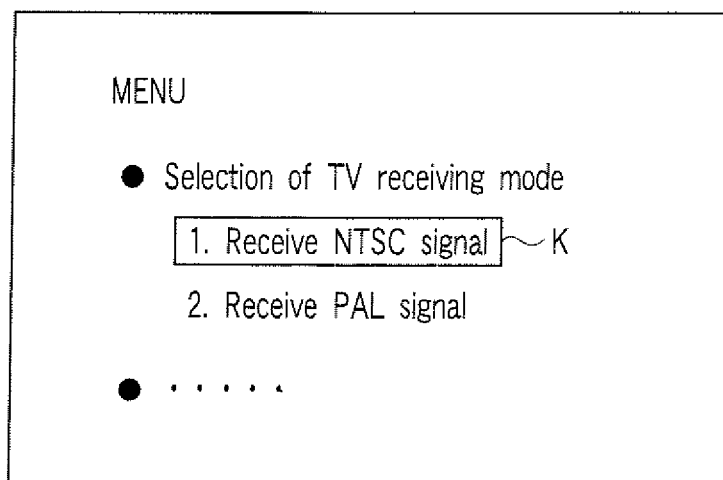 MENU
● Selection of TV receiving mode
1. Receive NTSC signal K
2. Receive PAL signal
● · · · · ·